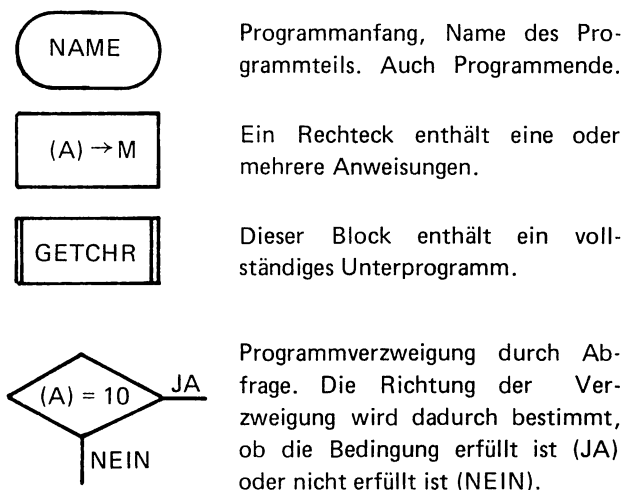 NAME
Programmanfang, Name des Pro-
grammteils. Auch Programmende.
(A) → M
Ein Rechteck enthält eine oder
mehrere Anweisungen.
GETCHR
Dieser Block enthält ein voll-
ständiges Unterprogramm.
(A) = 10
JA
NEIN
Programmverzweigung durch Ab-
frage. Die Richtung der Ver-
zweigung wird dadurch bestimmt,
ob die Bedingung erfüllt ist (JA)
oder nicht erfüllt ist (NEIN).